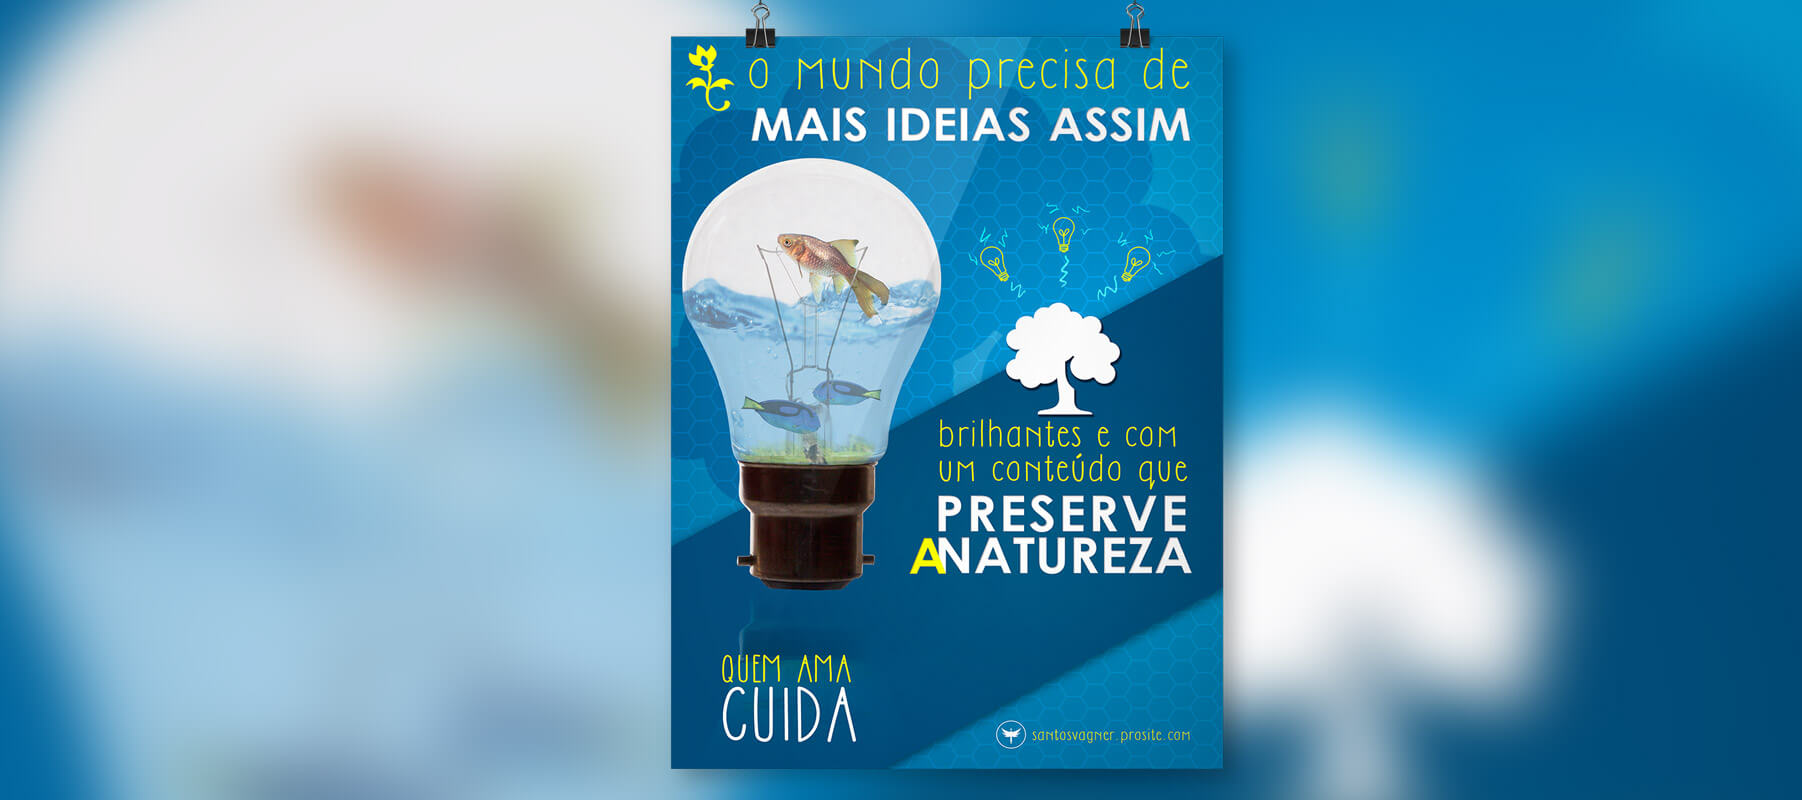 o mundo precisa de
MAIS IDEIAS ASSIM
brilhantes e com
um conteúdo que
PRESERVE
A NATUREZA
QUEM AMA
CUIDA
santosvagner.prosite.com